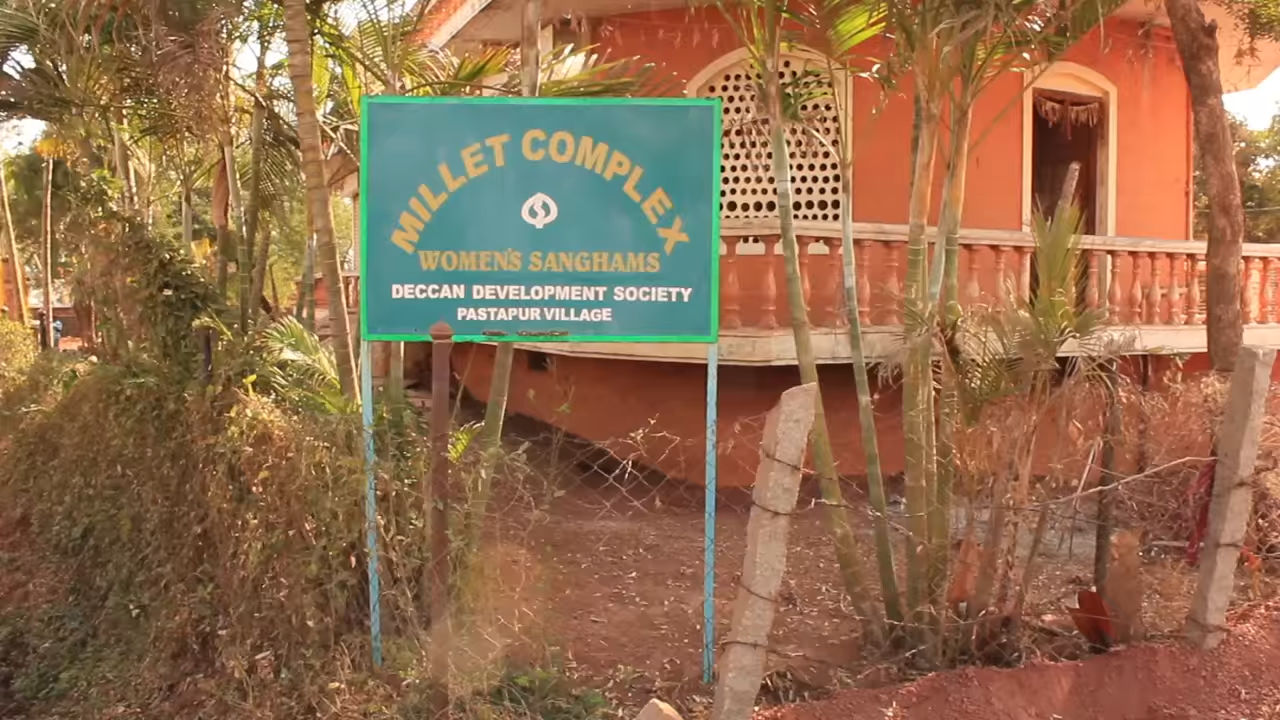 MILLET COMPLEX
WOMEN'S SANGHAMS
DECCAN DEVELOPMENT SOCIETY
PASTAPUR VILLAGE